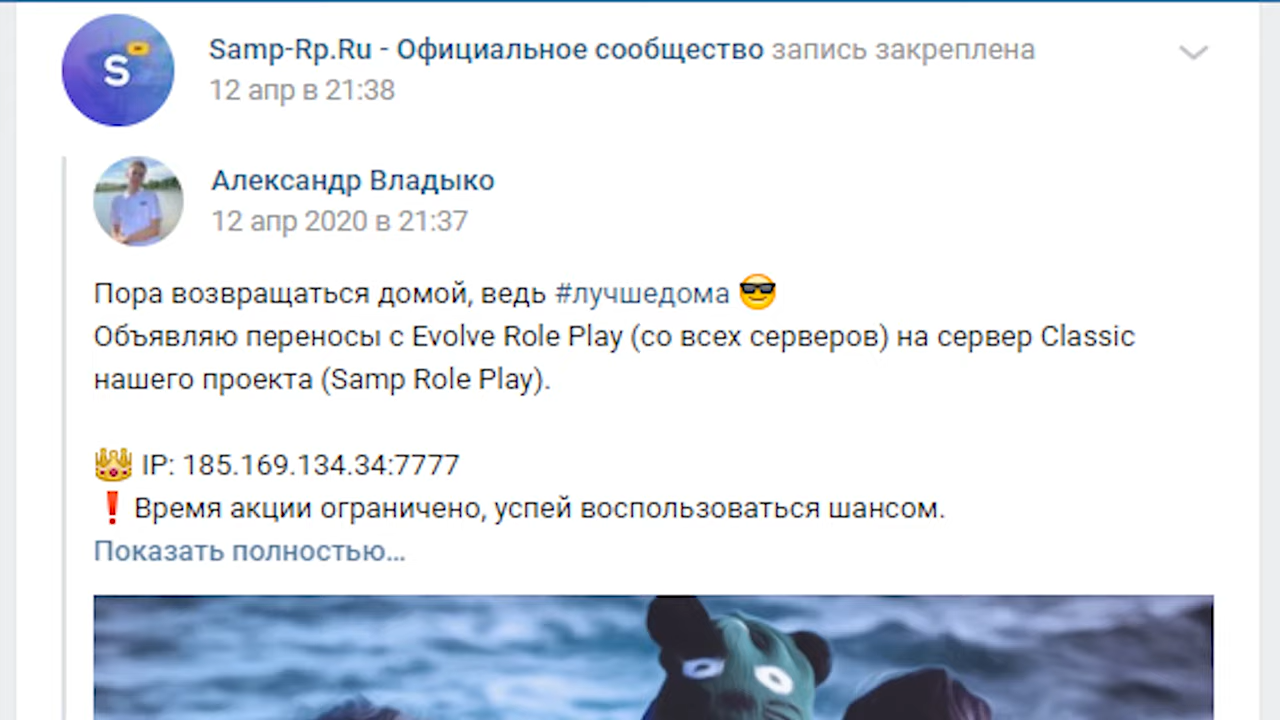 S
Samp-Rp.Ru - Официальное сообщество запись закреплена
12 апр в 21:38
Александр Владыко
12 апр 2020 в 21:37
Пора возвращаться домой, ведь #лучшедома 😎
Объявляю переносы с Evolve Role Play (со всех серверов) на сервер Classic
нашего проекта (Samp Role Play).
👑 IP: 185.169.134.34:7777
❗ Время акции ограничено, успей воспользоваться шансом.
Показать полностью...